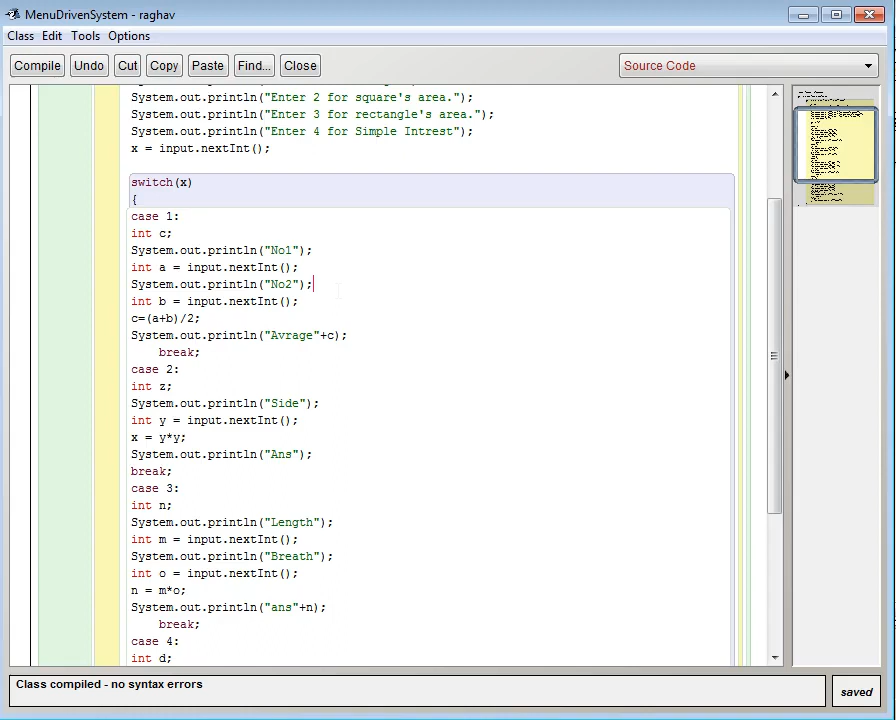 MenuDrivenSystem - raghav
Class Edit Tools Options
Compile Undo Cut Copy Paste Find... Close Source Code
System.out.println("Enter 2 for square's area.");
System.out.println("Enter 3 for rectangle's area.");
System.out.println("Enter 4 for Simple Intrest");
x = input.nextInt();
switch(x)
{
case 1:
int c;
System.out.println("No1");
int a = input.nextInt();
System.out.println("No2");
int b = input.nextInt();
c=(a+b)/2;
System.out.println("Avrage"+c);
break;
case 2:
int z;
System.out.println("Side");
int y = input.nextInt();
x = y*y;
System.out.println("Ans");
break;
case 3:
int n;
System.out.println("Length");
int m = input.nextInt();
System.out.println("Breath");
int o = input.nextInt();
n = m*o;
System.out.println("ans"+n);
break;
case 4:
int d;
Class compiled - no syntax errors
saved